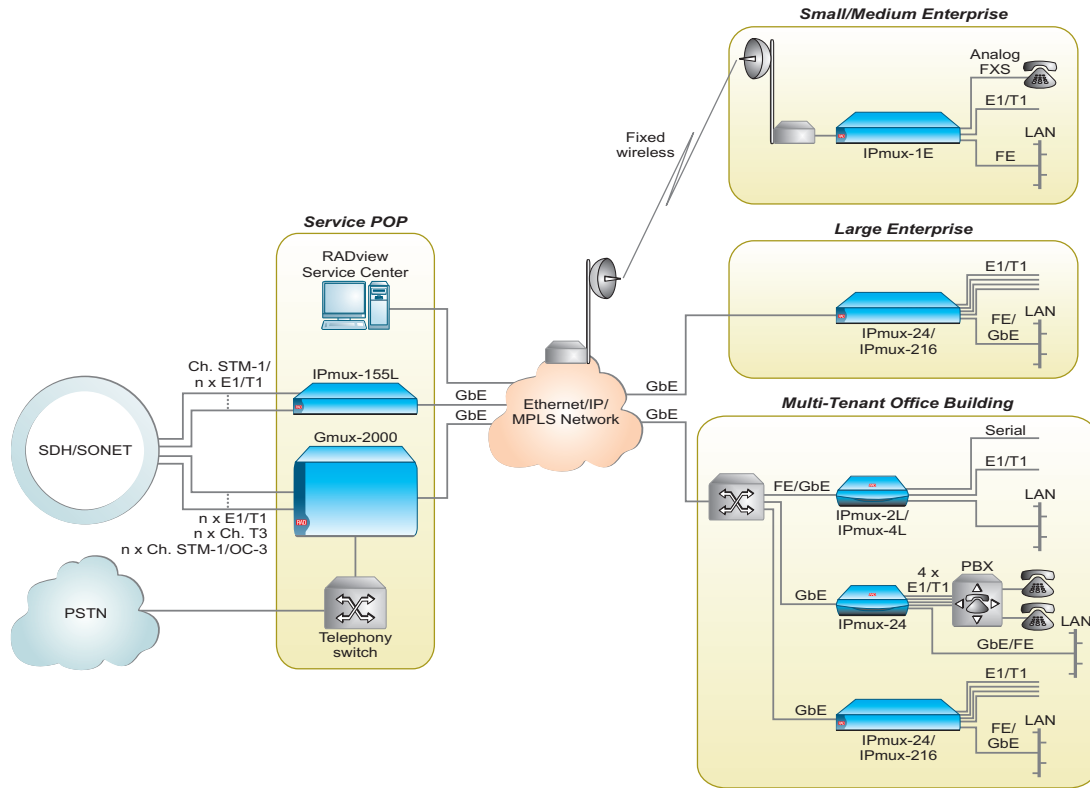 Small/Medium Enterprise
Analog
FXS
E1/T1
LAN
IPmux-1E
FE
Fixed
wireless
Service POP
RADview
Service Center
Large Enterprise
E1/T1
FE/
GbE
LAN
IPmux-24/
IPmux-216
Ch. STM-1/
n x E1/T1
IPmux-155L
GbE
GbE
Ethernet/IP/
MPLS Network
GbE
GbE
SDH/SONET
Gmux-2000
RAD
n x E1/T1
n x Ch. T3
n x Ch. STM-1/OC-3
PSTN
Telephony
switch
Multi-Tenant Office Building
Serial
E1/T1
FE/GbE
LAN
IPmux-2L/
IPmux-4L
4 x
E1/T1
PBX
GbE
IPmux-24
GbE/FE
LAN
E1/T1
GbE
FE/
GbE
LAN
IPmux-24/
IPmux-216